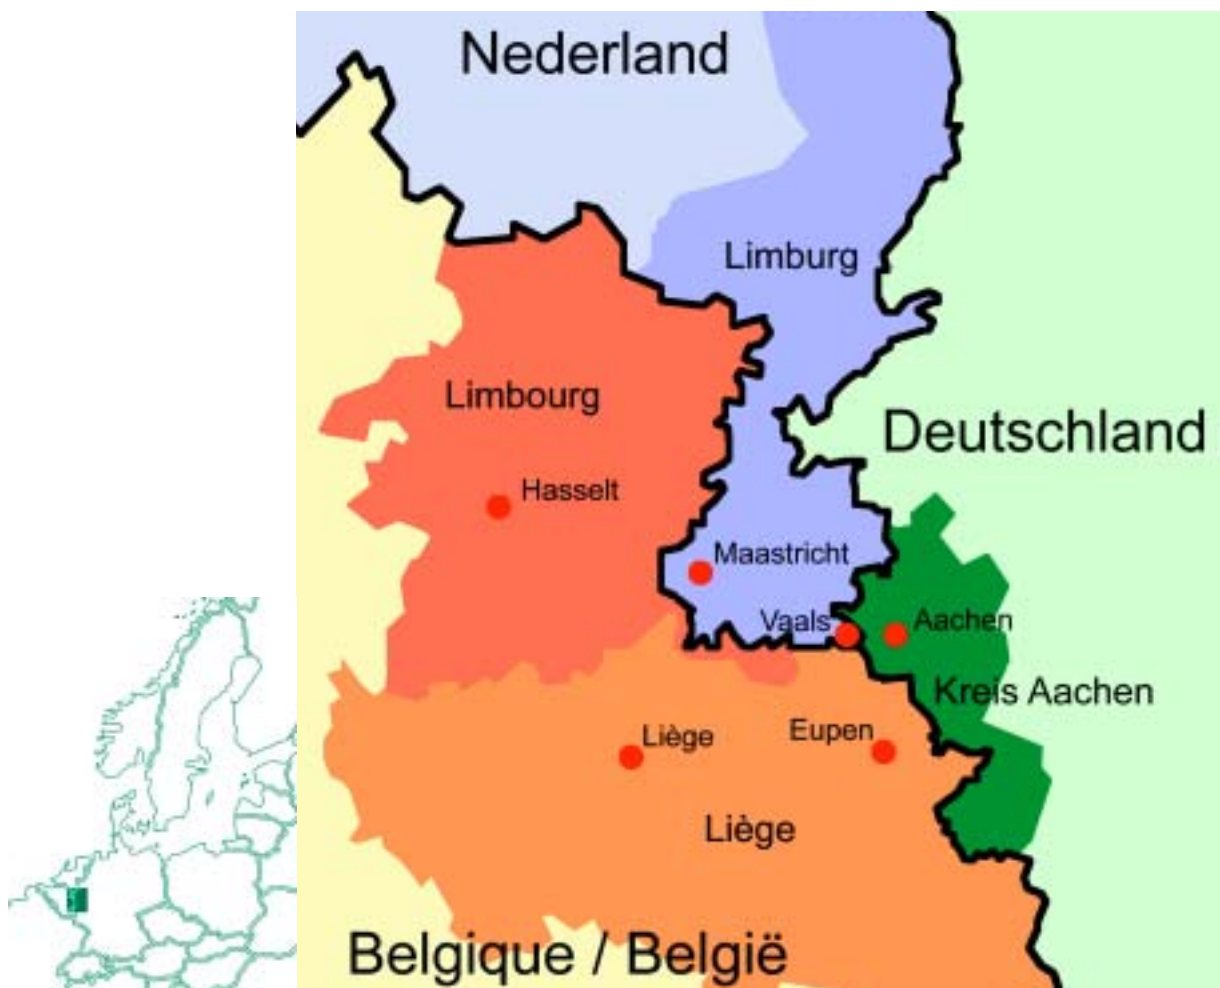 Nederland
Limburg
Limbourg
Deutschland
Hasselt
Maastricht
Vaals
Aachen
Kreis Aachen
Liège
Eupen
Liège
Belgique / België